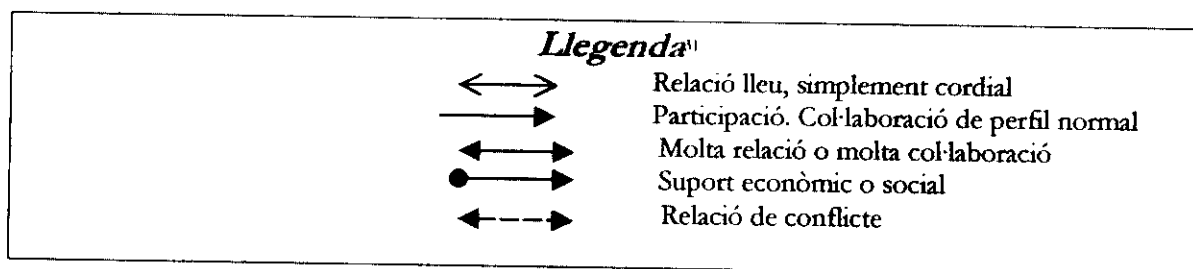 Llegenda
Relació lleu, simplement cordial
Participació. Col·laboració de perfil normal
Molta relació o molta col·laboració
Suport econòmic o social
Relació de conflicte